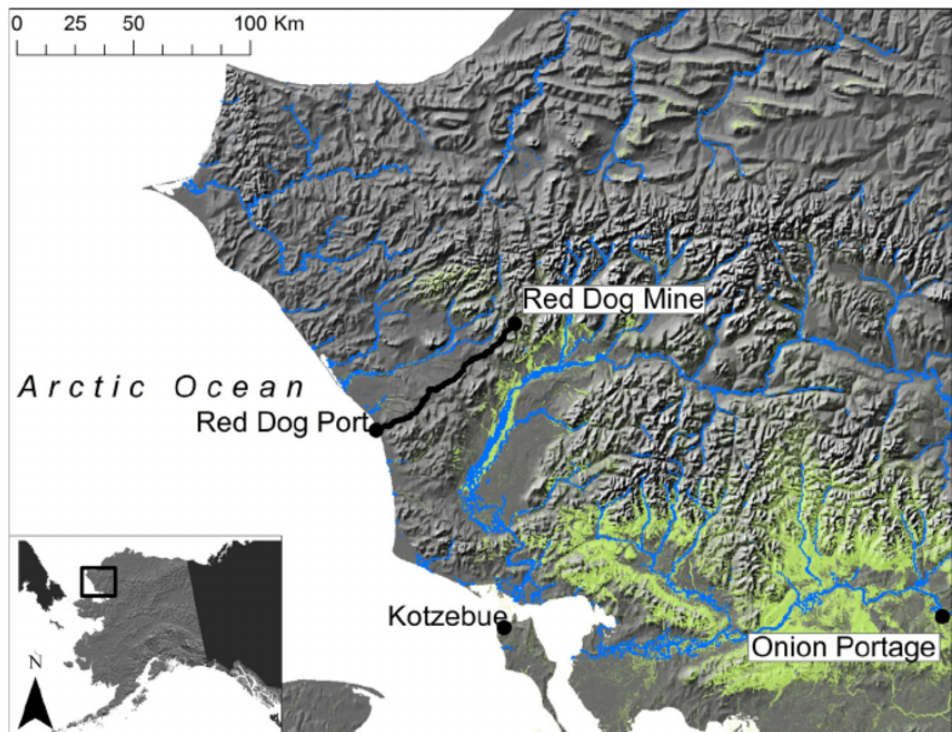 0 25 50 100 Km
Red Dog Mine
Arctic Ocean
Red Dog Port
Kotzebue
Onion Portage
N